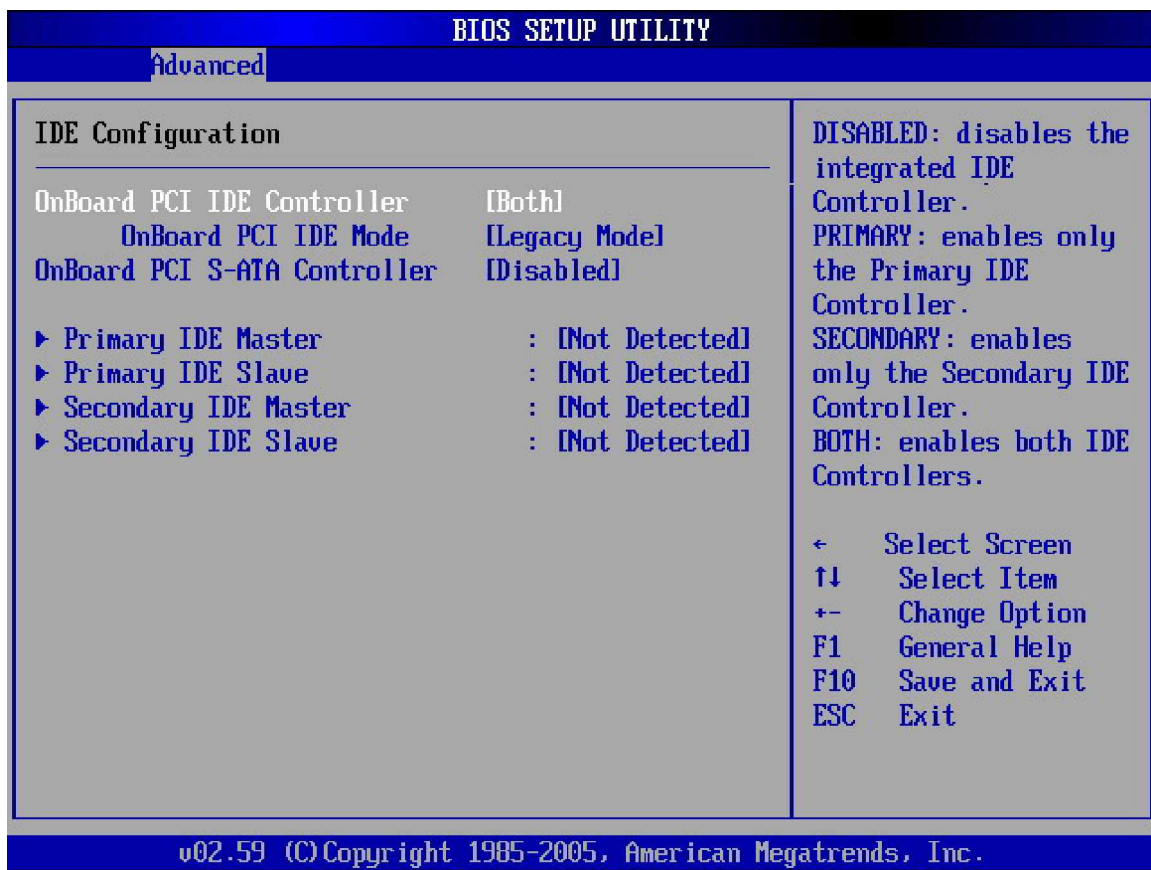 BIOS SETUP UTILITY
Advanced
IDE Configuration
OnBoard PCI IDE Controller [Both]
OnBoard PCI IDE Mode [Legacy Mode]
OnBoard PCI S-ATA Controller [Disabled]
Primary IDE Master : [Not Detected]
Primary IDE Slave : [Not Detected]
Secondary IDE Master : [Not Detected]
Secondary IDE Slave : [Not Detected]
DISABLED: disables the
integrated IDE
Controller.
PRIMARY: enables only
the Primary IDE
Controller.
SECONDARY: enables
only the Secondary IDE
Controller.
BOTH: enables both IDE
Controllers.
← Select Screen
↑↓ Select Item
+- Change Option
F1 General Help
F10 Save and Exit
ESC Exit
v02.59 (C)Copyright 1985-2005, American Megatrends, Inc.